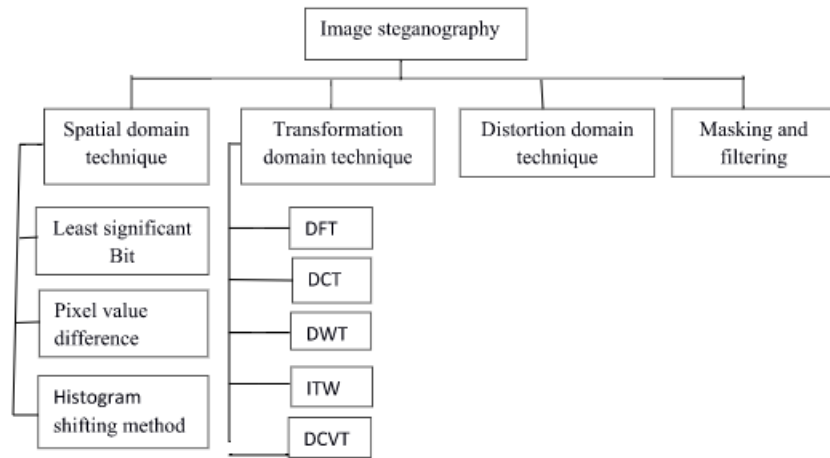 Image steganography
Spatial domain
technique
Transformation
domain technique
Distortion domain
technique
Masking and
filtering
Least significant
Bit
Pixel value
difference
Histogram
shifting method
DFT
DCT
DWT
ITW
DCVT